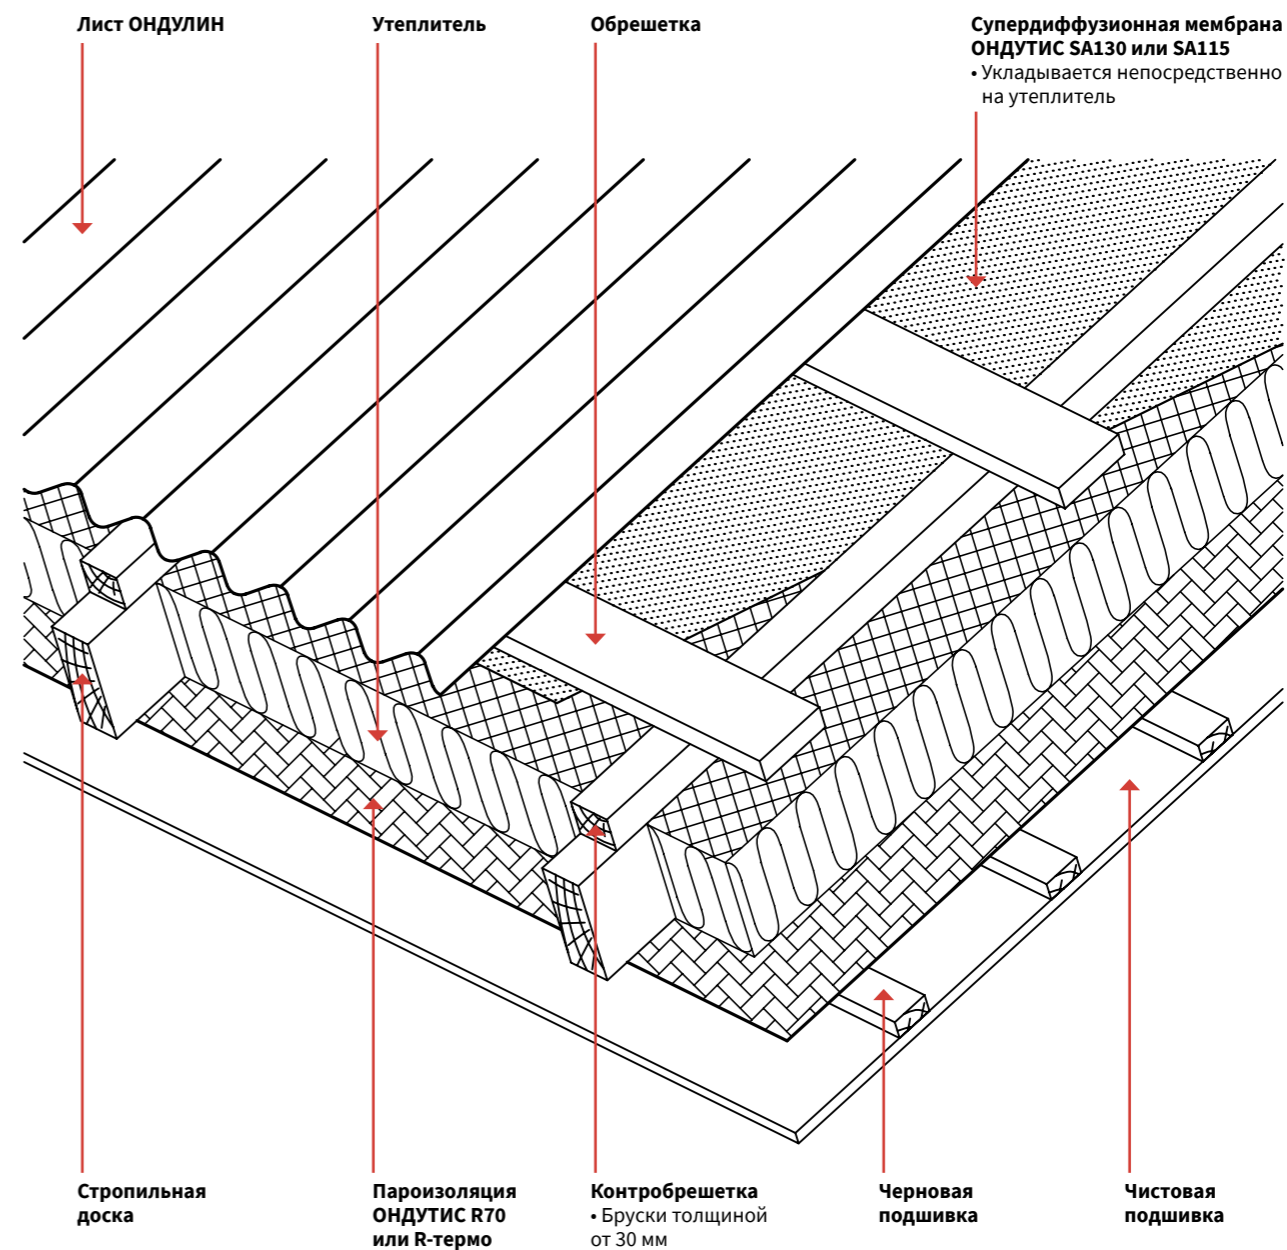 Лист ОНДУЛИН
Утеплитель
Обрешетка
Супердиффузионная мембрана
ОНДУТИС SA130 или SA115
• Укладывается непосредственно
на утеплитель
Стропильная
доска
Пароизоляция
ОНДУТИС R70
или R-термо
Контробрешетка
• Бруски толщиной
от 30 мм
Черновая
подшивка
Чистовая
подшивка